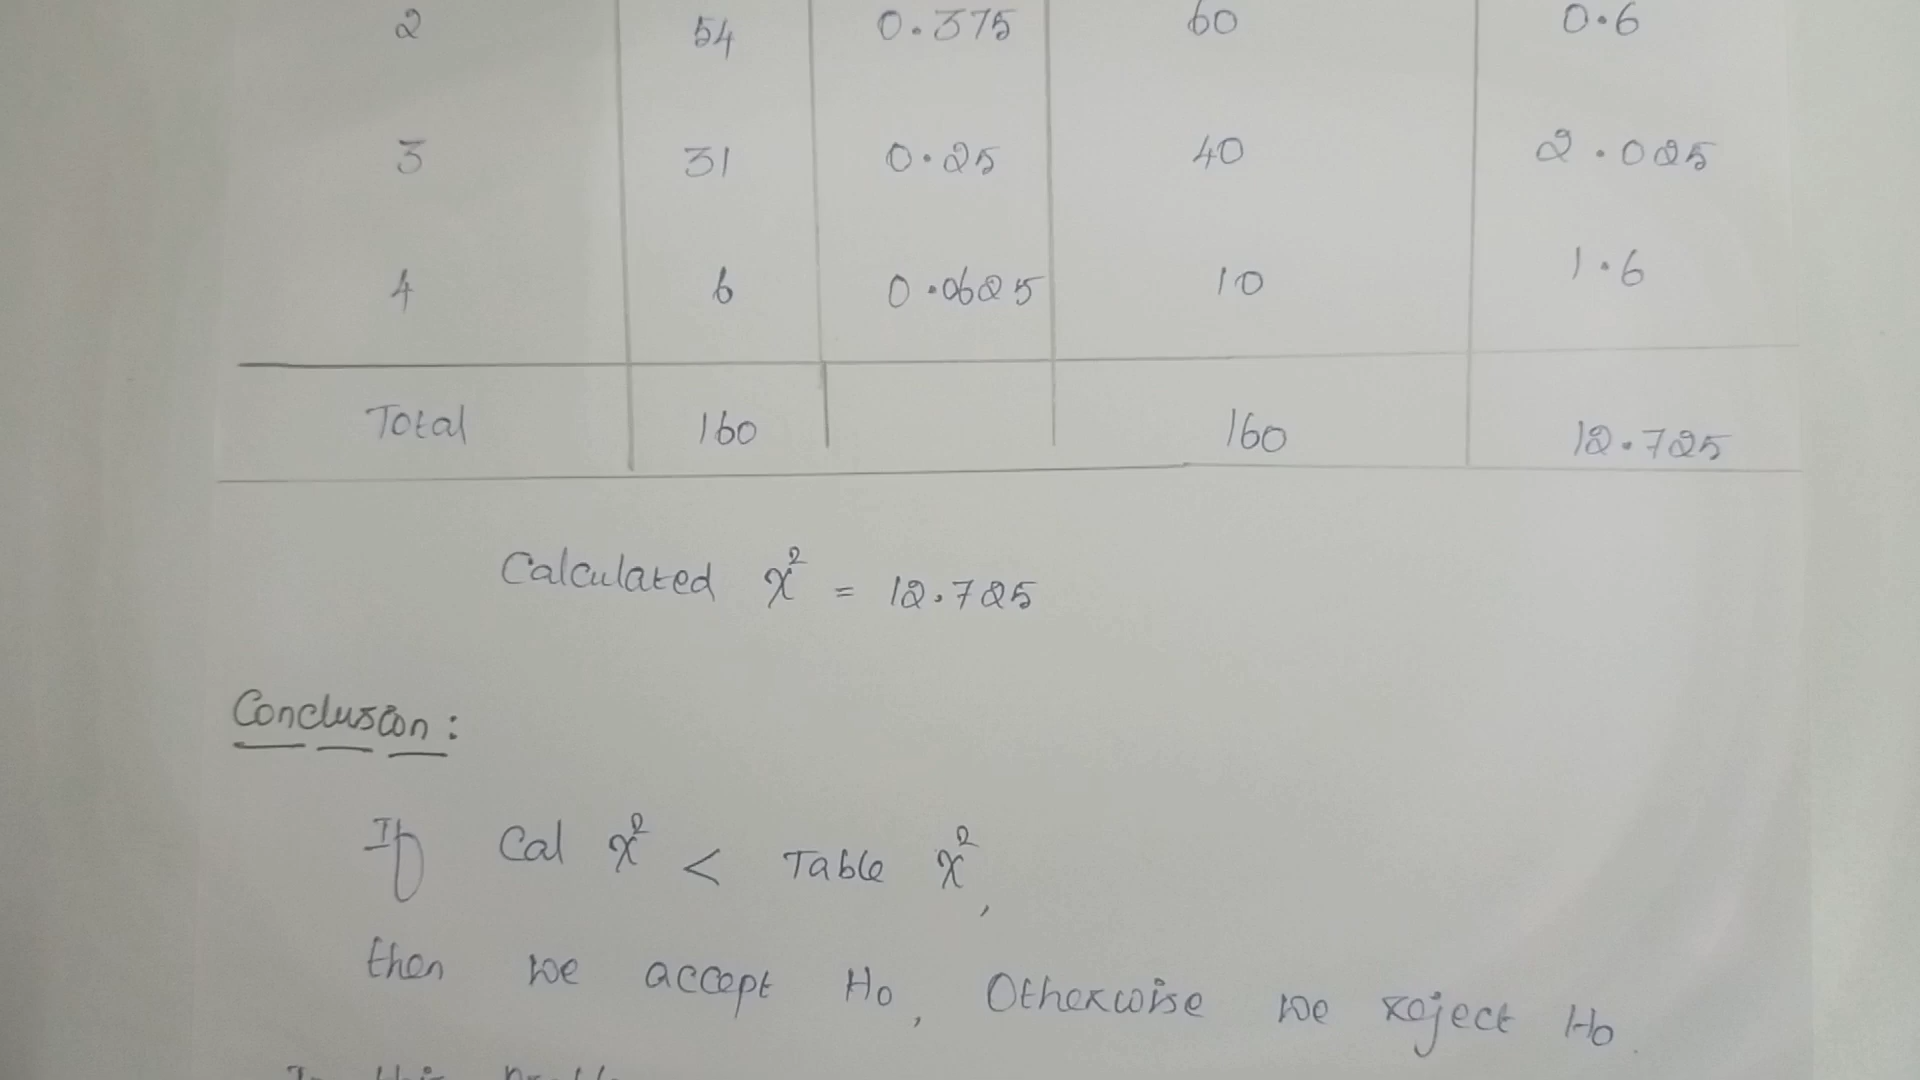 2 54 0.375 60 0.6
3 31 0.25 40 2.025
4 6 0.0625 10 1.6
Total 160 160 12.725
Calculated χ² = 12.725
Conclusion:
If Cal χ² < Table χ²,
then we accept H₀, Otherwise we reject H₀.